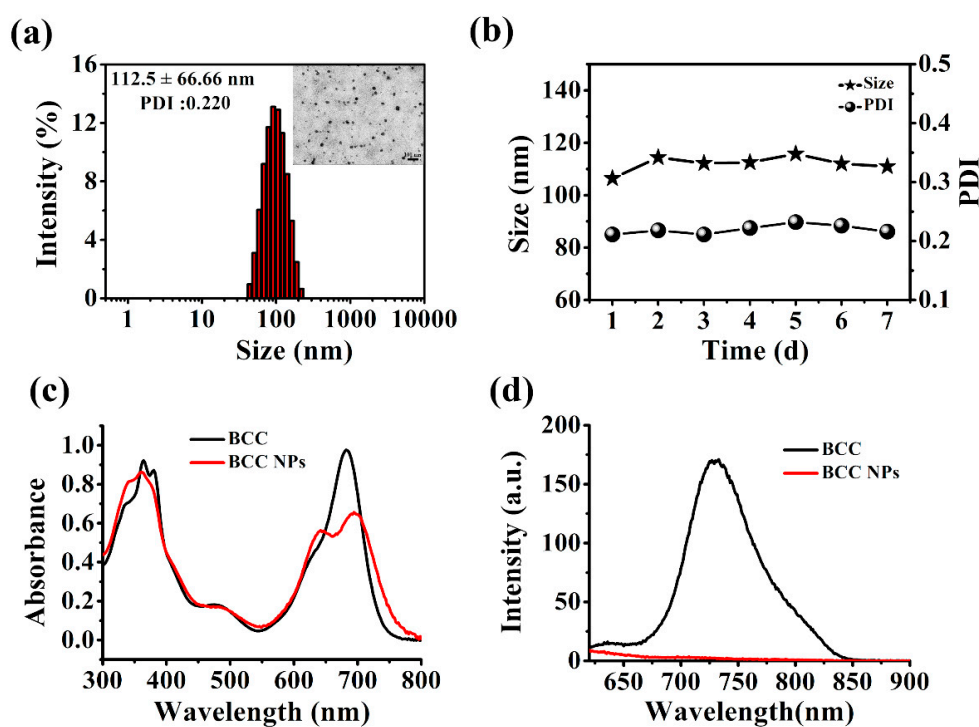 (a)
112.5 ± 66.66 nm
PDI :0.220
Intensity (%)
16
12
8
4
0
1 10 100 1000 10000
Size (nm)
(b)
Size
PDI
Size (nm)
140
120
100
80
60
PDI
0.5
0.4
0.3
0.2
0.1
1 2 3 4 5 6 7
Time (d)
(c)
BCC
BCC NPs
Absorbance
1.0
0.8
0.6
0.4
0.2
0.0
300 400 500 600 700 800
Wavelength (nm)
(d)
BCC
BCC NPs
Intensity (a.u.)
200
150
100
50
0
650 700 750 800 850 900
Wavelength(nm)